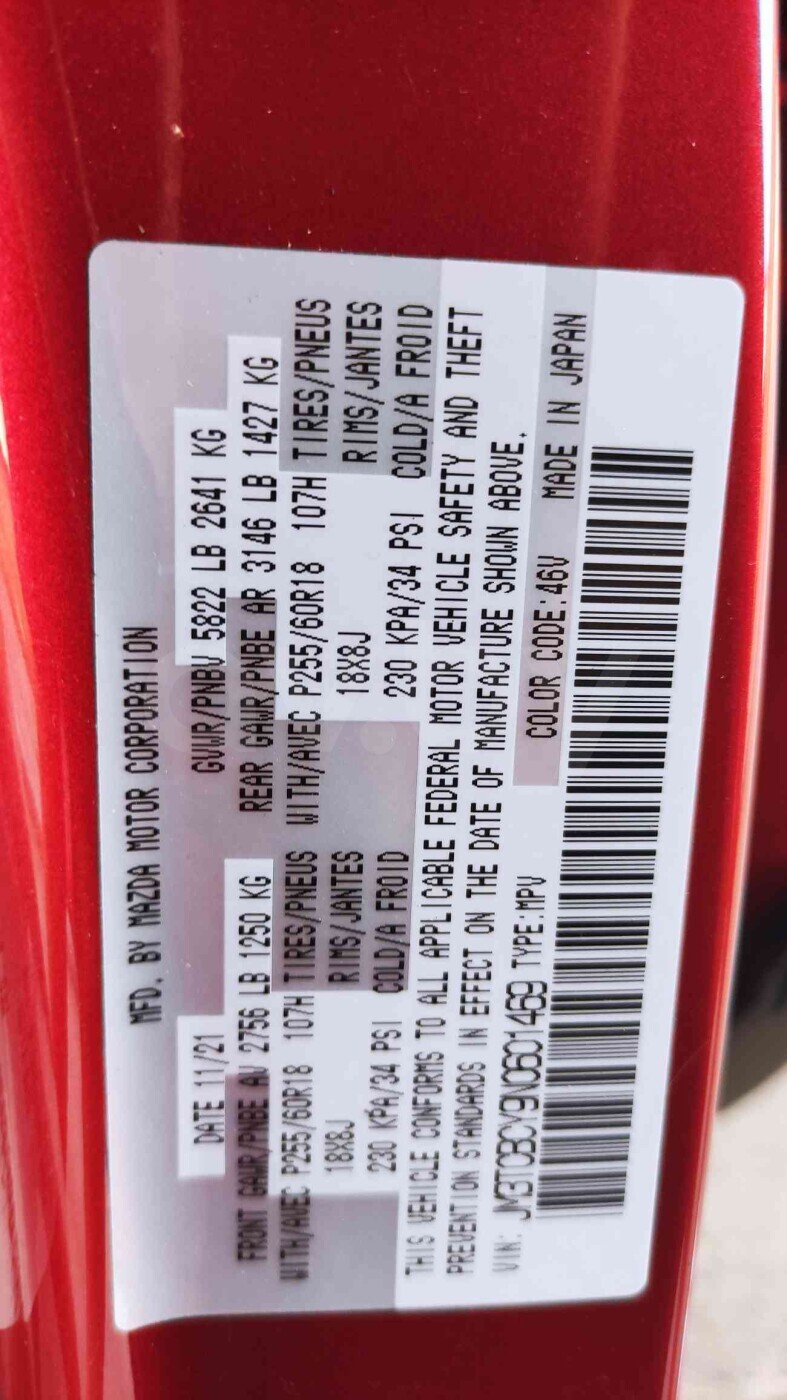 MFD. BY MAZDA MOTOR CORPORATION
DATE 11/21 GVWR/PNBV 5822 LB 2641 KG
FRONT GAWR/PNBE AV 2756 LB 1250 KG REAR GAWR/PNBE AR 3146 LB 1427 KG
WITH/AVEC P255/60R18 107H TIRES/PNEUS WITH/AVEC P255/60R18 107H TIRES/PNEUS
18X8J RIMS/JANTES 18X8J RIMS/JANTES
230 KPA/34 PSI COLD/A FROID 230 KPA/34 PSI COLD/A FROID
THIS VEHICLE CONFORMS TO ALL APPLICABLE FEDERAL MOTOR VEHICLE SAFETY AND THEFT
PREVENTION STANDARDS IN EFFECT ON THE DATE OF MANUFACTURE SHOWN ABOVE.
VIN: JM3TCBCY9N0601469 TYPE:MPV COLOR CODE:46V MADE IN JAPAN